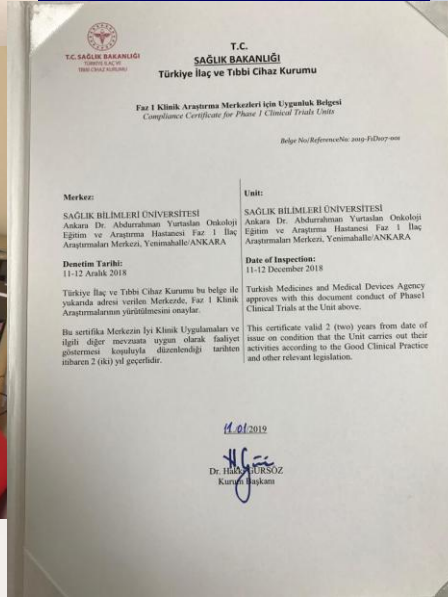 T.C. SAĞLIK BAKANLIĞI
TÜRKİYE İLAÇ VE
TIBBİ CİHAZ KURUMU
T.C.
SAĞLIK BAKANLIĞI
Türkiye İlaç ve Tıbbi Cihaz Kurumu
Faz I Klinik Araştırma Merkezleri için Uygunluk Belgesi
Compliance Certificate for Phase 1 Clinical Trials Units
Belge No/ReferenceNo: 2019-F1D107-001
Merkez:
SAĞLIK BİLİMLERİ ÜNİVERSİTESİ
Ankara Dr. Abdurrahman Yurtaslan Onkoloji
Eğitim ve Araştırma Hastanesi Faz 1 İlaç
Araştırmaları Merkezi, Yenimahalle/ANKARA
Denetim Tarihi:
11-12 Aralık 2018
Türkiye İlaç ve Tıbbi Cihaz Kurumu bu belge ile
yukarıda adresi verilen Merkezde, Faz 1 Klinik
Araştırmalarının yürütülmesini onaylar.
Bu sertifika Merkezin İyi Klinik Uygulamaları ve
ilgili diğer mevzuata uygun olarak faaliyet
göstermesi koşuluyla düzenlendiği tarihten
itibaren 2 (iki) yıl geçerlidir.
Unit:
SAĞLIK BİLİMLERİ ÜNİVERSİTESİ
Ankara Dr. Abdurrahman Yurtaslan Onkoloji
Eğitim ve Araştırma Hastanesi Faz 1 İlaç
Araştırmaları Merkezi, Yenimahalle/ANKARA
Date of Inspection:
11-12 December 2018
Turkish Medicines and Medical Devices Agency
approves with this document conduct of Phase1
Clinical Trials at the Unit above.
This certificate valid 2 (two) years from date of
issue on condition that the Unit carries out their
activities according to the Good Clinical Practice
and other relevant legislation.
11.01.2019
Dr. Hakkı GÜRSÖZ
Kurum Başkanı